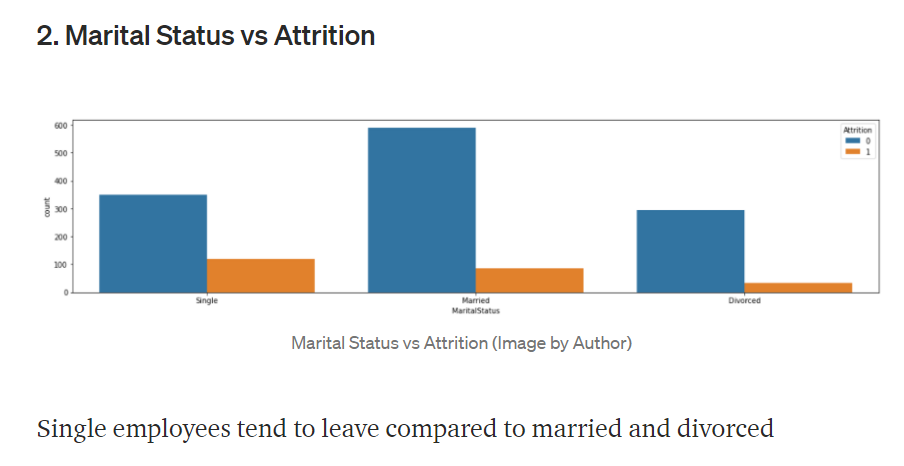 2. Marital Status vs Attrition
600
500
400
300
200
100
0
count
Attrition
0
1
Single
Married
Divorced
MaritalStatus
Marital Status vs Attrition (Image by Author)
Single employees tend to leave compared to married and divorced